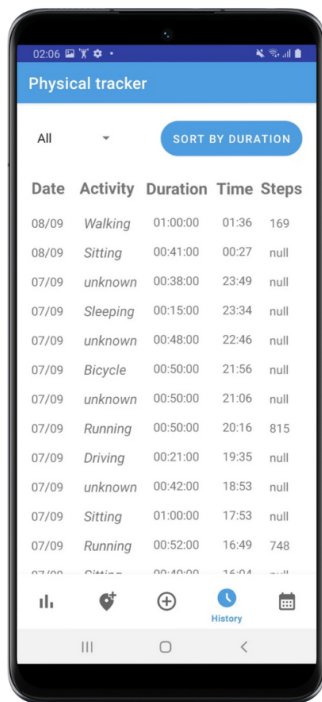 02:06
Physical tracker
All SORT BY DURATION
Date Activity Duration Time Steps
08/09 Walking 01:00:00 01:36 169
08/09 Sitting 00:41:00 00:27 null
07/09 unknown 00:38:00 23:49 null
07/09 Sleeping 00:15:00 23:34 null
07/09 unknown 00:48:00 22:46 null
07/09 Bicycle 00:50:00 21:56 null
07/09 unknown 00:50:00 21:06 null
07/09 Running 00:50:00 20:16 815
07/09 Driving 00:21:00 19:35 null
07/09 unknown 00:42:00 18:53 null
07/09 Sitting 01:00:00 17:53 null
07/09 Running 00:52:00 16:49 748
History